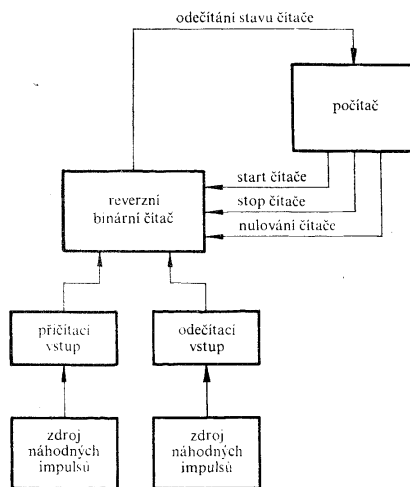 odečítání stavu čítače
počítač
start čítače
reverzní
binární čítač
stop čítače
nulování čítače
přičítací
vstup
odečítací
vstup
zdroj
náhodných
impulsů
zdroj
náhodných
impulsů